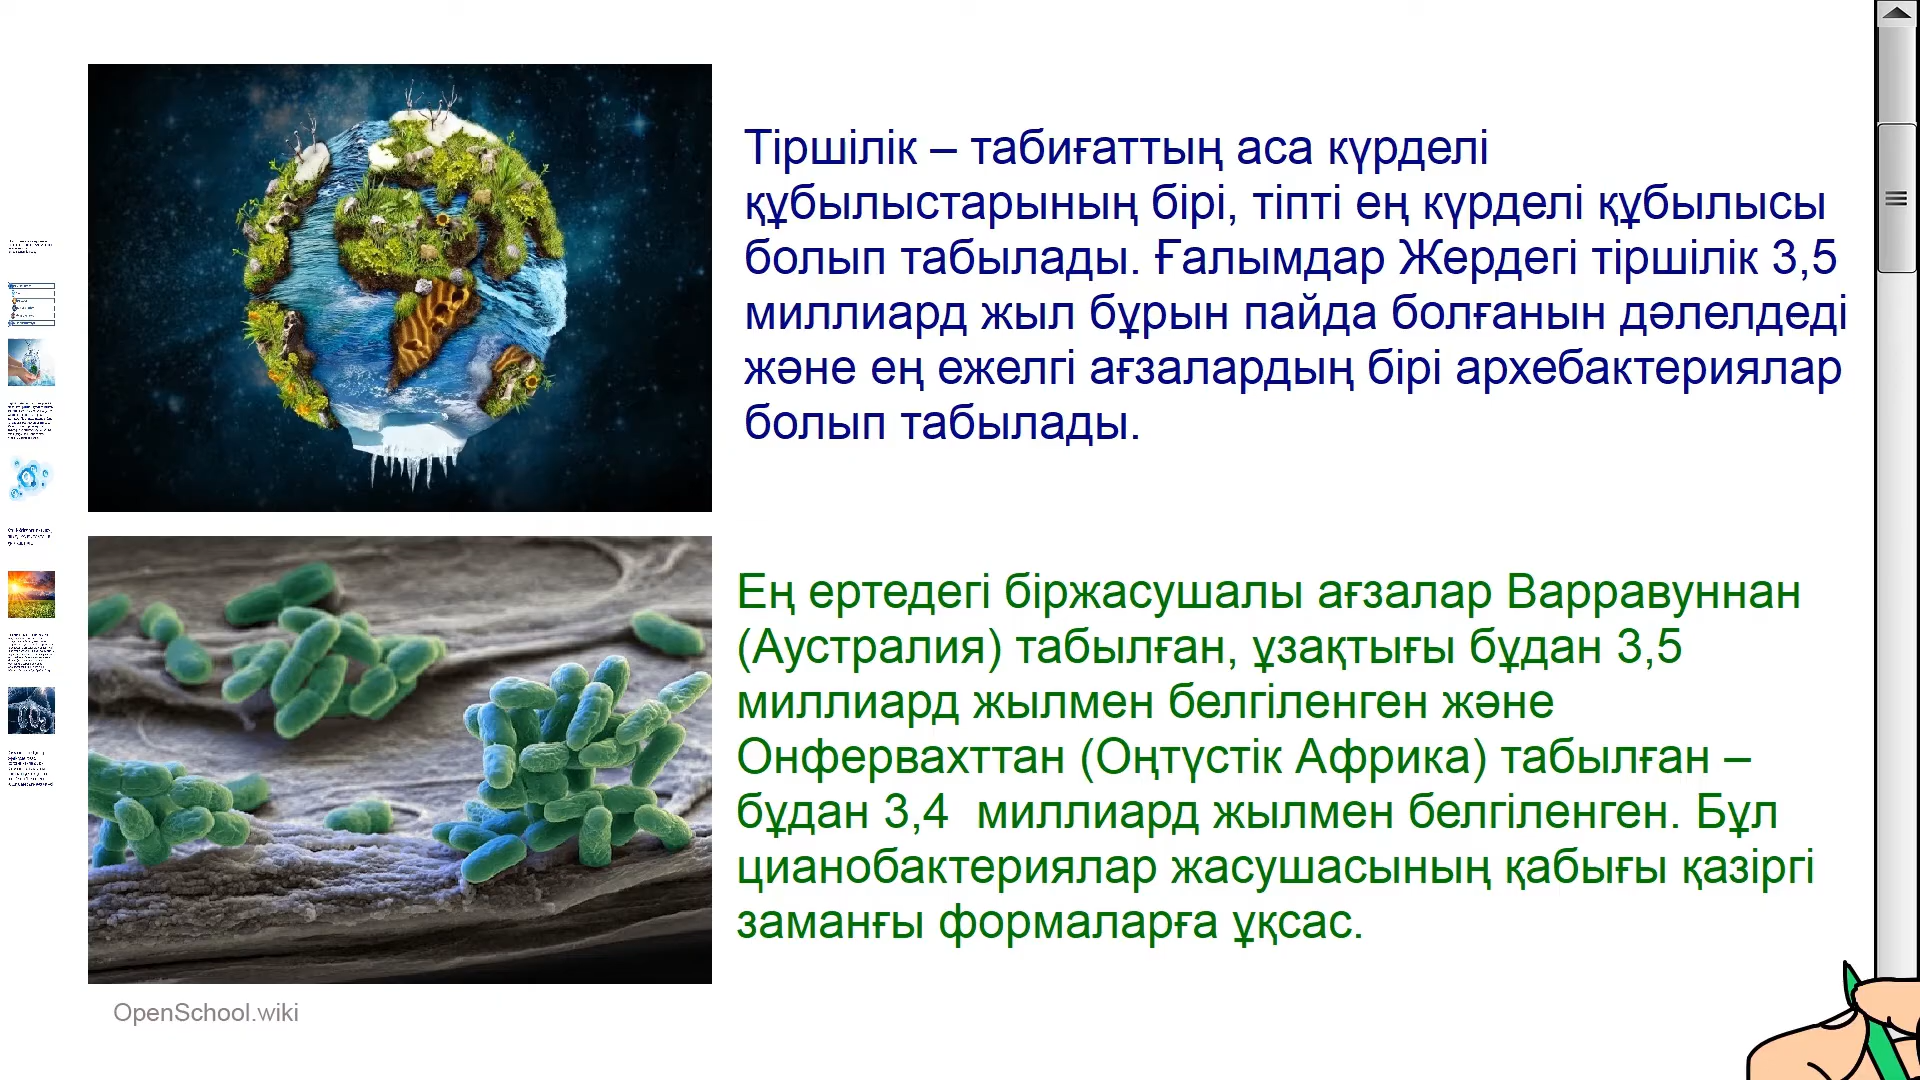 Тіршілік – табиғаттың аса күрделі
құбылыстарының бірі, тіпті ең күрделі құбылысы
болып табылады. Ғалымдар Жердегі тіршілік 3,5
миллиард жыл бұрын пайда болғанын дәлелдеді
және ең ежелгі ағзалардың бірі архебактериялар
болып табылады.
Ең ертедегі біржасушалы ағзалар Варравуннан
(Аустралия) табылған, ұзақтығы бұдан 3,5
миллиард жылмен белгіленген және
Онфервахттан (Оңтүстік Африка) табылған –
бұдан 3,4  миллиард жылмен белгіленген. Бұл
цианобактериялар жасушасының қабығы қазіргі
заманғы формаларға ұқсас.
OpenSchool.wiki